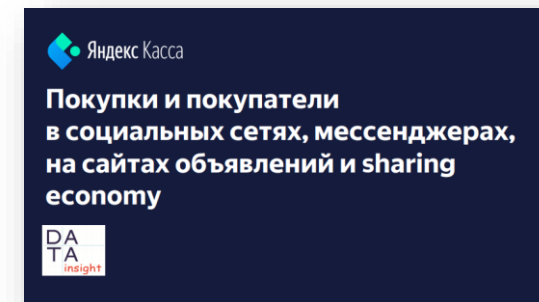 Яндекс Касса
Покупки и покупатели
в социальных сетях, мессенджерах,
на сайтах объявлений и sharing
economy
DA
TA
insight